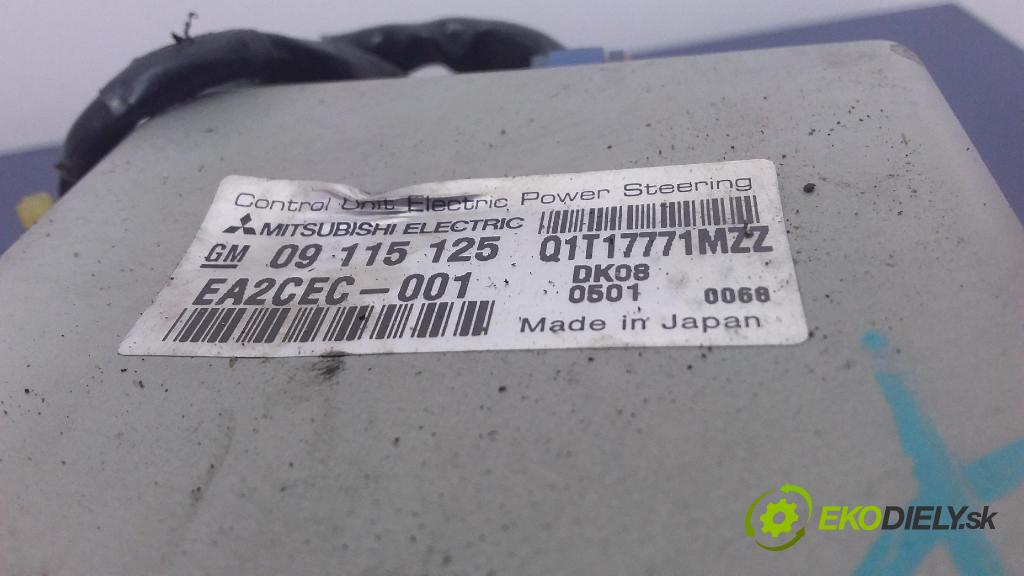 Control Unit Electric Power Steering
MITSUBISHI ELECTRIC
GM 09 115 125
Q1T17771MZZ
EA2CEC-001
DK08
0501 0068
Made in Japan
EKODIELY.sk